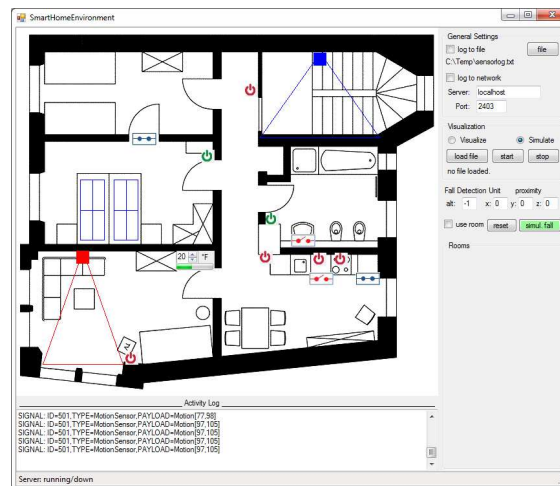 SmartHomeEnvironment
General Settings
log to file
file
C:\Temp\sensorlog.txt
log to network
Server: localhost
Port: 2403
Visualization
Visualize
Simulate
load file
start
stop
no file loaded.
Fall Detection Unit proximity
alt: -1 x: 0 y: 0 z: 0
use room
reset
simul. fall
Rooms
20 °F
Activity Log
SIGNAL: ID=501,TYPE=MotionSensor,PAYLOAD=Motion[77,98]
SIGNAL: ID=501,TYPE=MotionSensor,PAYLOAD=Motion[97,105]
SIGNAL: ID=501,TYPE=MotionSensor,PAYLOAD=Motion[97,105]
SIGNAL: ID=501,TYPE=MotionSensor,PAYLOAD=Motion[97,105]
SIGNAL: ID=501,TYPE=MotionSensor,PAYLOAD=Motion[97,105]
Server: running/down